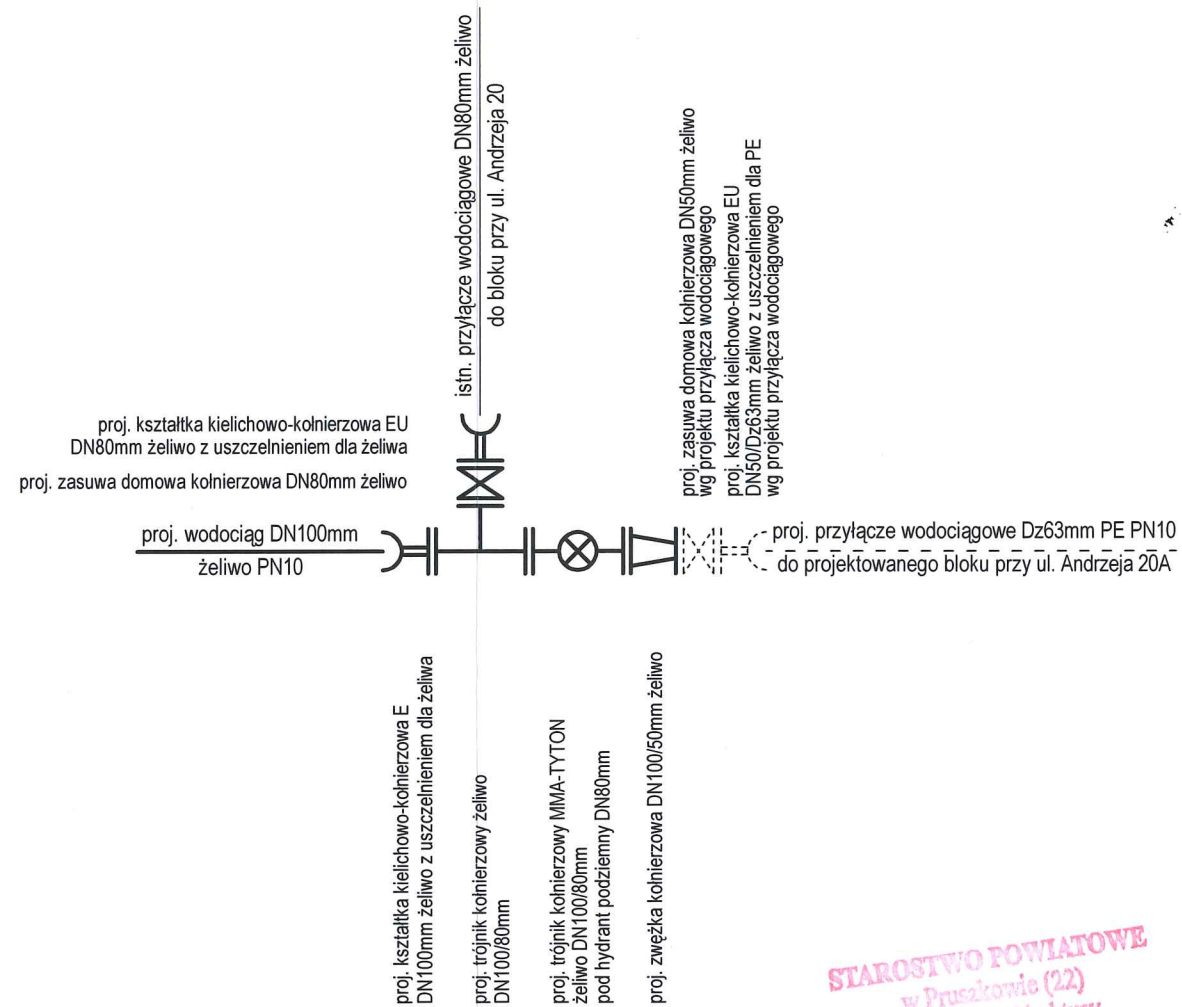 istn. przyłącze wodociągowe DN80mm żeliwo
do bloku przy ul. Andrzeja 20
proj. zasuwa domowa kołnierzowa DN50mm żeliwo
wg projektu przyłącza wodociągowego
proj. kształtka kielichowo-kołnierzowa EU
DN50/Dz63mm żeliwo z uszczelnieniem dla PE
wg projektu przyłącza wodociągowego
proj. kształtka kielichowo-kołnierzowa EU
DN80mm żeliwo z uszczelnieniem dla żeliwa
proj. zasuwa domowa kołnierzowa DN80mm żeliwo
proj. wodociąg DN100mm
żeliwo PN10
proj. przyłącze wodociągowe Dz63mm PE PN10
do projektowanego bloku przy ul. Andrzeja 20A
proj. kształtka kielichowo-kołnierzowa E
DN100mm żeliwo z uszczelnieniem dla żeliwa
proj. trójnik kołnierzowy żeliwo
DN100/80mm
proj. trójnik kołnierzowy MMA-TYTON
żeliwo DN100/80mm
pod hydrant podziemny DN80mm
proj. zwężka kołnierzowa DN100/50mm żeliwo
STAROSTWO POWIATOWE
w Pruszkowie (22)